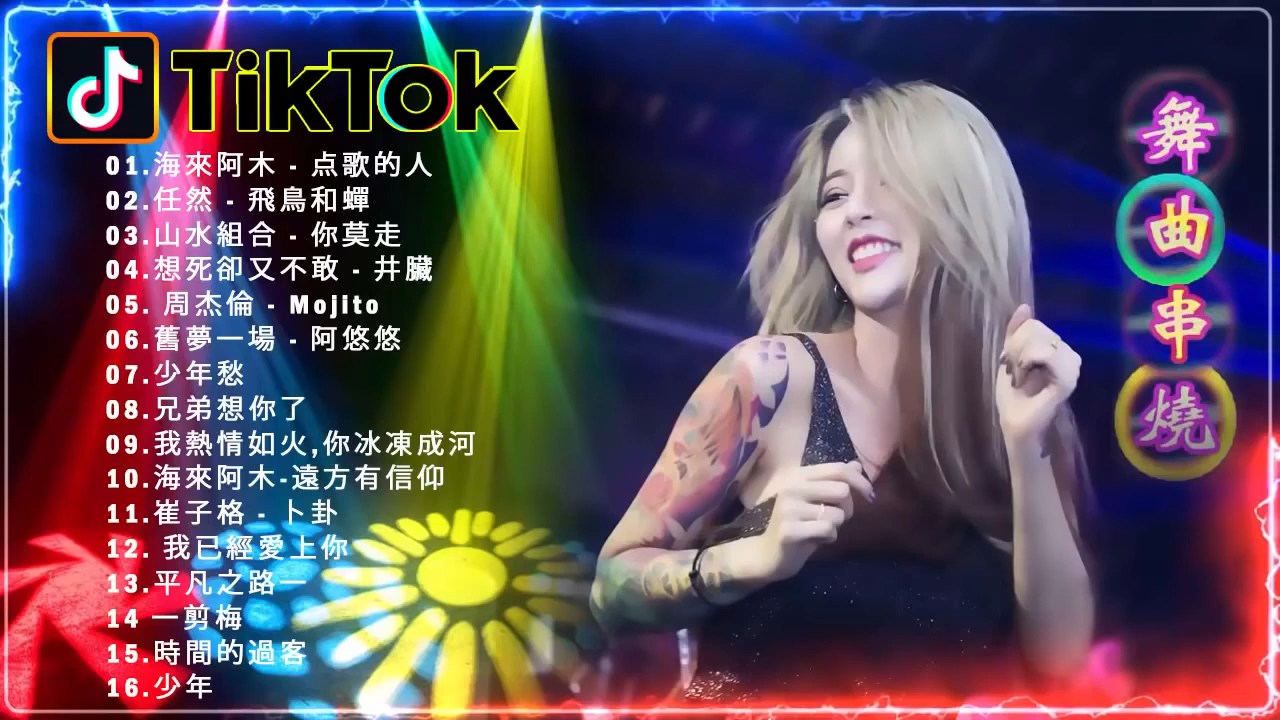 TikTok
01.海來阿木 - 点歌的人
02.任然 - 飛鳥和蟬
03.山水組合 - 你莫走
04.想死卻又不敢 - 井臟
05. 周杰倫 - Mojito
06.舊夢一場 - 阿悠悠
07.少年愁
08.兄弟想你了
09.我熱情如火,你冰凍成河
10.海來阿木-遠方有信仰
11.崔子格 - 卜卦
12. 我已經愛上你
13.平凡之路一
14 一剪梅
15.時間的過客
16.少年
舞曲串燒